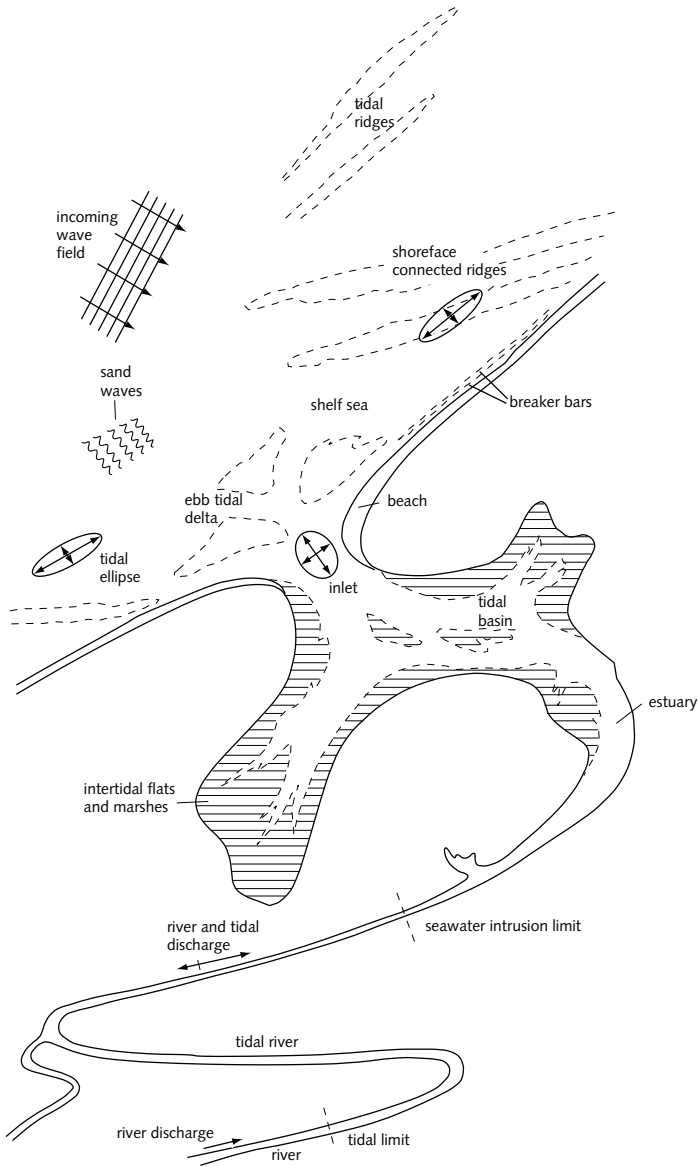 tidal
ridges
incoming
wave
field
shoreface
connected ridges
sand
waves
shelf sea
breaker bars
ebb tidal
delta
beach
tidal
ellipse
inlet
tidal
basin
estuary
intertidal flats
and marshes
river and tidal
discharge
seawater intrusion limit
tidal river
river discharge
tidal limit
river